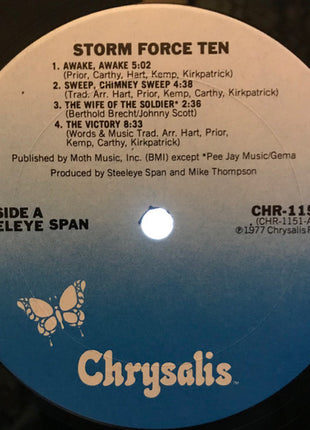 STORM FORCE TEN
1. AWAKE, AWAKE 5:02
(Prior, Carthy, Hart, Kemp, Kirkpatrick)
2. SWEEP, CHIMNEY SWEEP 4:38
(Trad. Arr. Hart, Prior, Kemp, Carthy, Kirkpatrick)
3. THE WIFE OF THE SOLDIER* 2:36
(Berthold Brecht/Johnny Scott)
4. THE VICTORY 8:33
(Words & Music Trad. Arr. Hart, Prior,
Kemp, Carthy, Kirkpatrick)
Published by Moth Music, Inc. (BMI) except *Pee Jay Music/Gema
Produced by Steeleye Span and Mike Thompson
SIDE A
ELEYE SPAN
CHR-115
(CHR-1151-A
℗1977 Chrysalis
Chrysalis
TM